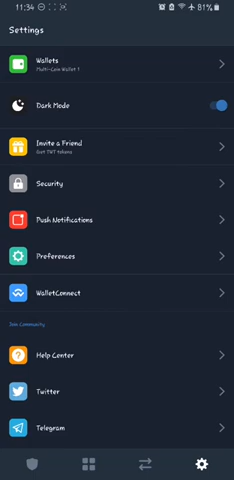 11:34
81%
Settings
Wallets
Multi-Coin Wallet 1
Dark Mode
Invite a Friend
Get TWT tokens
Security
Push Notifications
Preferences
WalletConnect
Join Community
Help Center
Twitter
Telegram